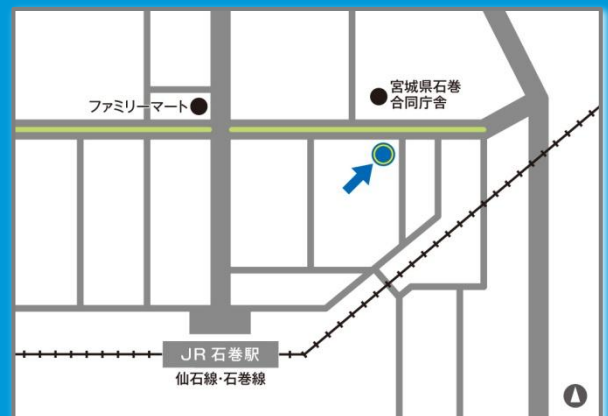 宮城県石巻
合同庁舎
ファミリーマート
JR 石巻駅
仙石線・石巻線